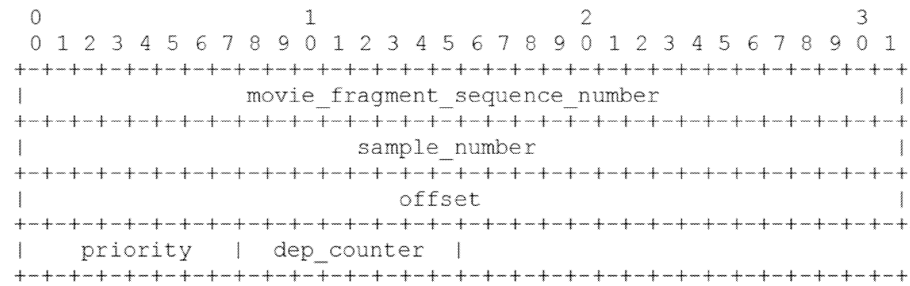 0                   1                   2                   3
 0 1 2 3 4 5 6 7 8 9 0 1 2 3 4 5 6 7 8 9 0 1 2 3 4 5 6 7 8 9 0 1
+-+-+-+-+-+-+-+-+-+-+-+-+-+-+-+-+-+-+-+-+-+-+-+-+-+-+-+-+-+-+-+-+
|                movie_fragment_sequence_number                 |
+-+-+-+-+-+-+-+-+-+-+-+-+-+-+-+-+-+-+-+-+-+-+-+-+-+-+-+-+-+-+-+-+
|                        sample_number                          |
+-+-+-+-+-+-+-+-+-+-+-+-+-+-+-+-+-+-+-+-+-+-+-+-+-+-+-+-+-+-+-+-+
|                           offset                              |
+-+-+-+-+-+-+-+-+-+-+-+-+-+-+-+-+-+-+-+-+-+-+-+-+-+-+-+-+-+-+-+-+
|    priority   |  dep_counter  |
+-+-+-+-+-+-+-+-+-+-+-+-+-+-+-+-+-+-+-+-+-+-+-+-+-+-+-+-+-+-+-+-+